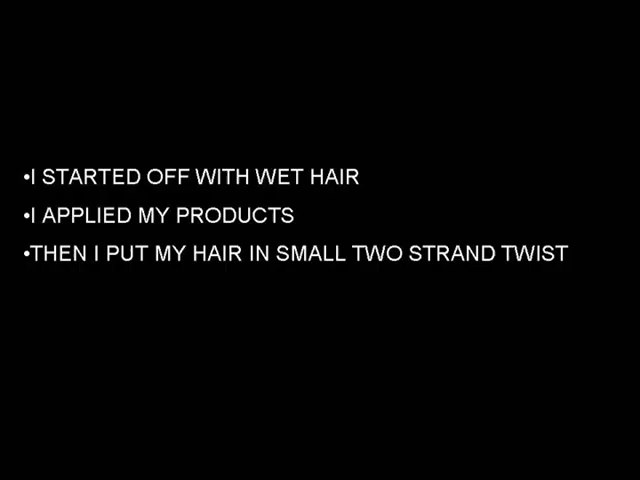 •I STARTED OFF WITH WET HAIR
•I APPLIED MY PRODUCTS
•THEN I PUT MY HAIR IN SMALL TWO STRAND TWIST